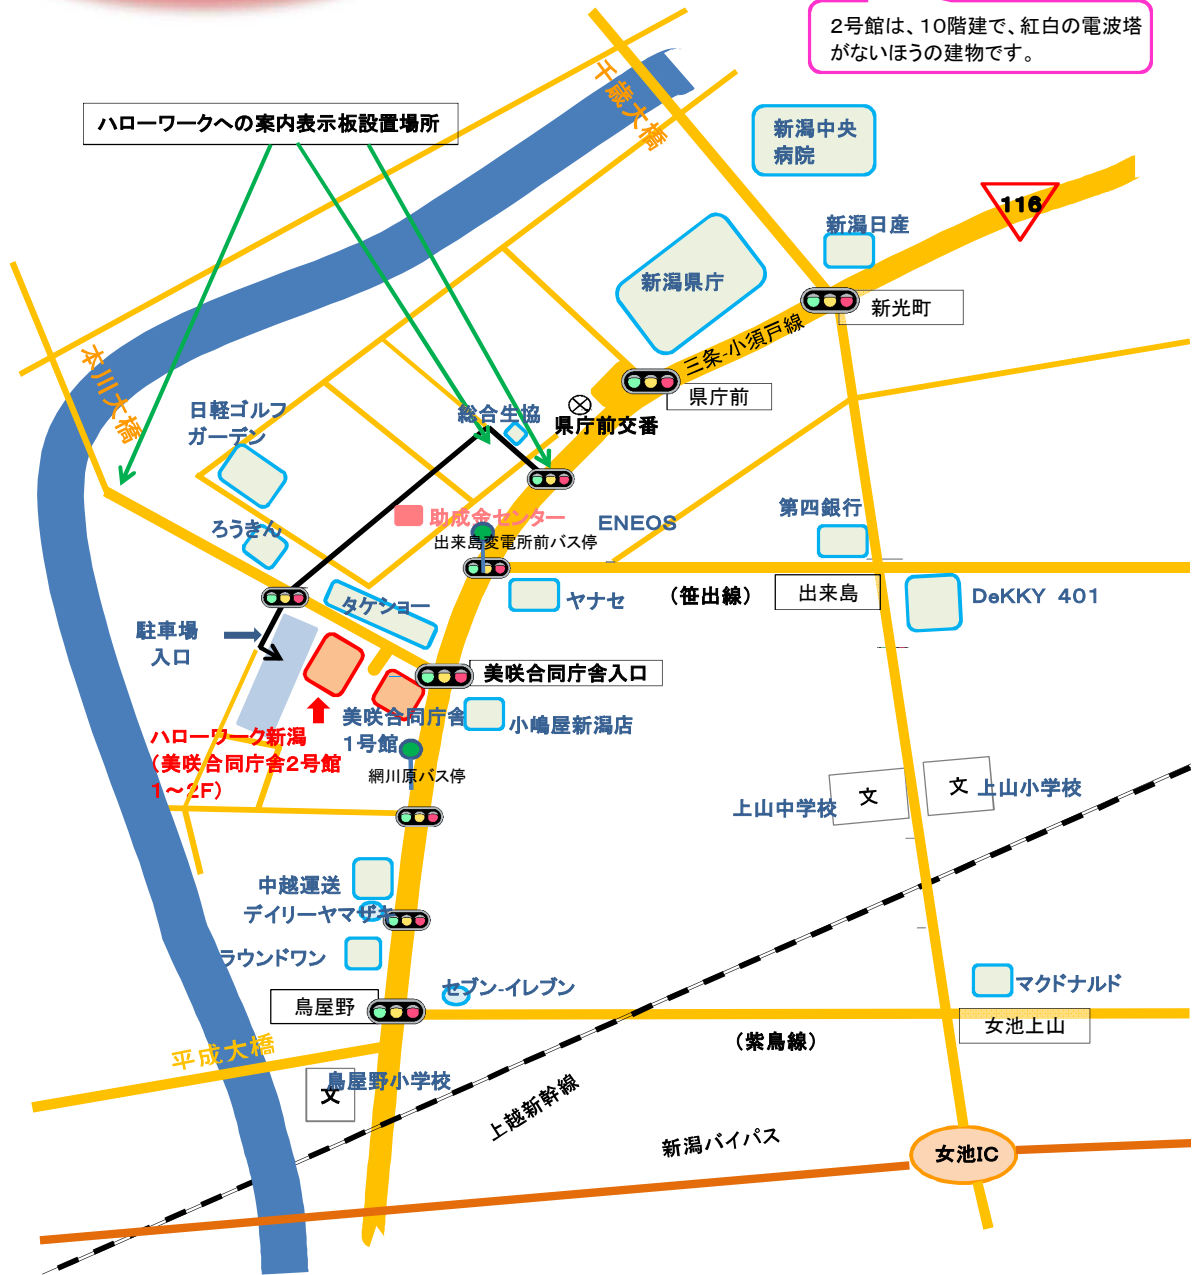 2号館は、10階建で、紅白の電波塔
がないほうの建物です。
千歳大橋
ハローワークへの案内表示板設置場所
新潟中央
病院
116
新潟日産
新潟県庁
新光町
三条-小須戸線
本川大橋
県庁前
日軽ゴルフ
ガーデン
総合生協
県庁前交番
ろうきん
助成金センター
ENEOS
第四銀行
出来島変電所前バス停
タケショー
ヤナセ
(笹出線)
出来島
DeKKY 401
駐車場
入口
美咲合同庁舎入口
美咲合同庁舎
1号館
小嶋屋新潟店
ハローワーク新潟
(美咲合同庁舎2号館
1～2F)
網川原バス停
上山中学校
文
文
上山小学校
中越運送
デイリーヤマザキ
ラウンドワン
セブン-イレブン
マクドナルド
鳥屋野
女池上山
(紫鳥線)
平成大橋
鳥屋野小学校
文
上越新幹線
新潟バイパス
女池IC